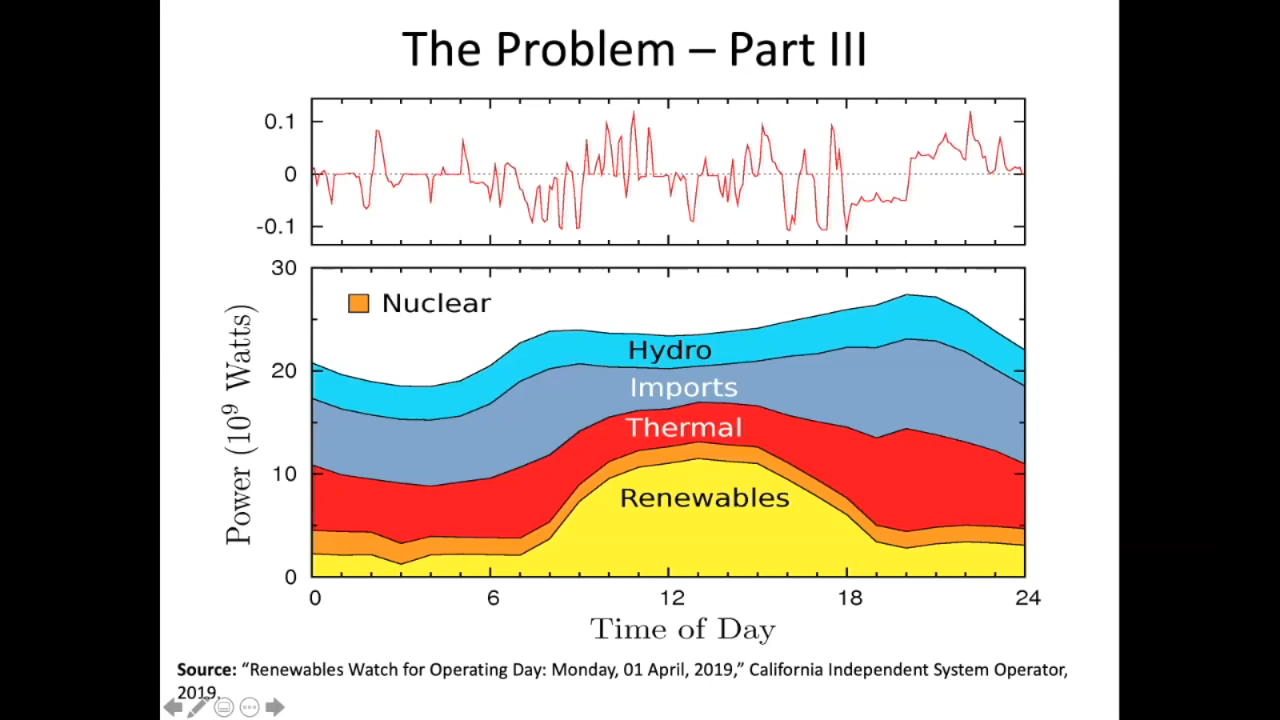 The Problem – Part III
0.1
0
-0.1
30
20
10
0
Power (10⁹ Watts)
Nuclear
Hydro
Imports
Thermal
Renewables
0 6 12 18 24
Time of Day
Source: “Renewables Watch for Operating Day: Monday, 01 April, 2019,” California Independent System Operator,
2019.